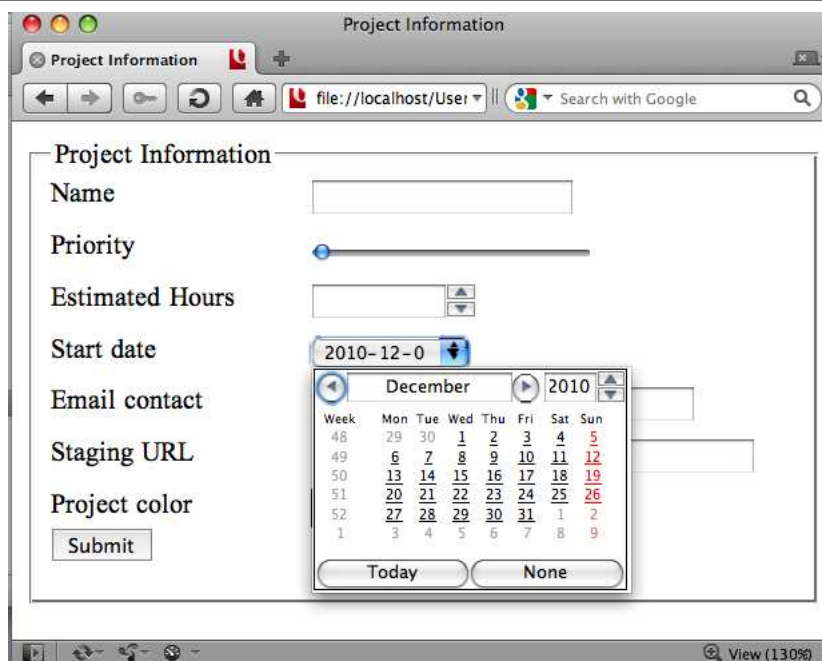 Project Information
Project Information
file://localhost/User
Search with Google
Project Information
Name
Priority
Estimated Hours
Start date
2010-12-0
December 2010
Week Mon Tue Wed Thu Fri Sat Sun
48 29 30 1 2 3 4 5
49 6 7 8 9 10 11 12
50 13 14 15 16 17 18 19
51 20 21 22 23 24 25 26
52 27 28 29 30 31 1 2
1 3 4 5 6 7 8 9
Today None
Email contact
Staging URL
Project color
Submit
View (130%)